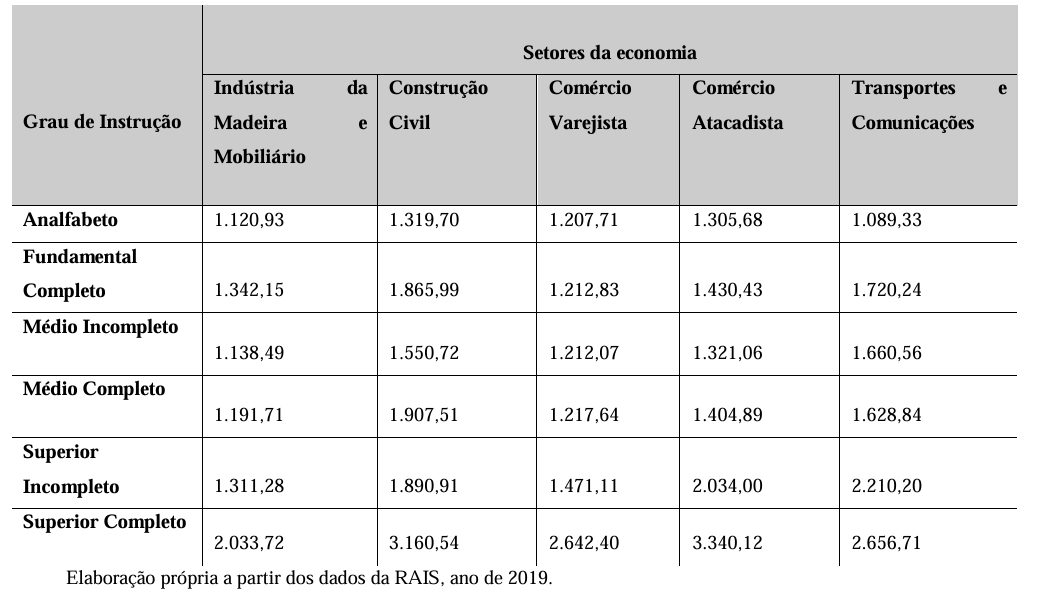 Setores da economia
Grau de Instrução
Indústria da Madeira e Mobiliário
Construção Civil
Comércio Varejista
Comércio Atacadista
Transportes e Comunicações
Analfabeto 1.120,93 1.319,70 1.207,71 1.305,68 1.089,33
Fundamental
Completo 1.342,15 1.865,99 1.212,83 1.430,43 1.720,24
Médio Incompleto
1.138,49 1.550,72 1.212,07 1.321,06 1.660,56
Médio Completo
1.191,71 1.907,51 1.217,64 1.404,89 1.628,84
Superior
Incompleto 1.311,28 1.890,91 1.471,11 2.034,00 2.210,20
Superior Completo
2.033,72 3.160,54 2.642,40 3.340,12 2.656,71
Elaboração própria a partir dos dados da RAIS, ano de 2019.